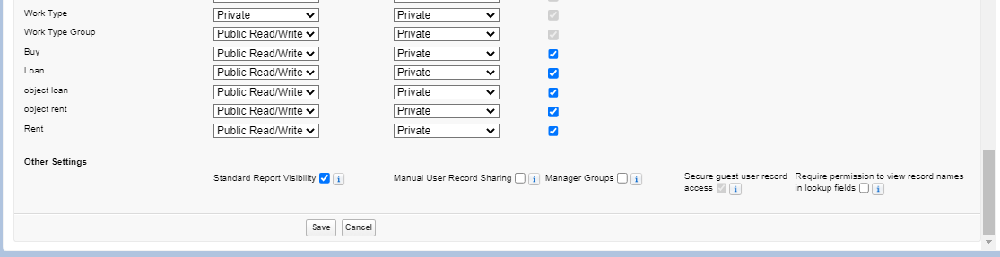 Work Type Private Private
Work Type Group Public Read/Write Private
Buy Public Read/Write Private
Loan Public Read/Write Private
object loan Public Read/Write Private
object rent Public Read/Write Private
Rent Public Read/Write Private
Other Settings
Standard Report Visibility i
Manual User Record Sharing i
Manager Groups i
Secure guest user record
access i
Require permission to view record names
in lookup fields i
Save Cancel